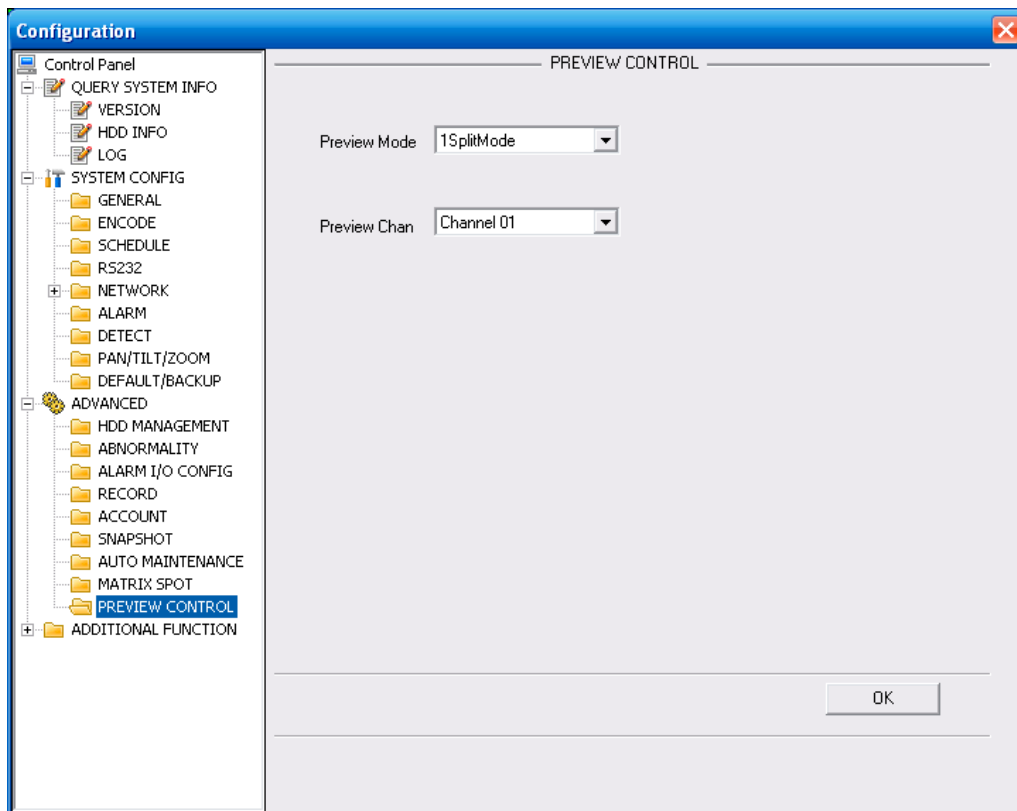 Configuration
Control Panel
QUERY SYSTEM INFO
VERSION
HDD INFO
LOG
SYSTEM CONFIG
GENERAL
ENCODE
SCHEDULE
RS232
NETWORK
ALARM
DETECT
PAN/TILT/ZOOM
DEFAULT/BACKUP
ADVANCED
HDD MANAGEMENT
ABNORMALITY
ALARM I/O CONFIG
RECORD
ACCOUNT
SNAPSHOT
AUTO MAINTENANCE
MATRIX SPOT
PREVIEW CONTROL
ADDITIONAL FUNCTION
PREVIEW CONTROL
Preview Mode 1SplitMode
Preview Chan Channel 01
OK